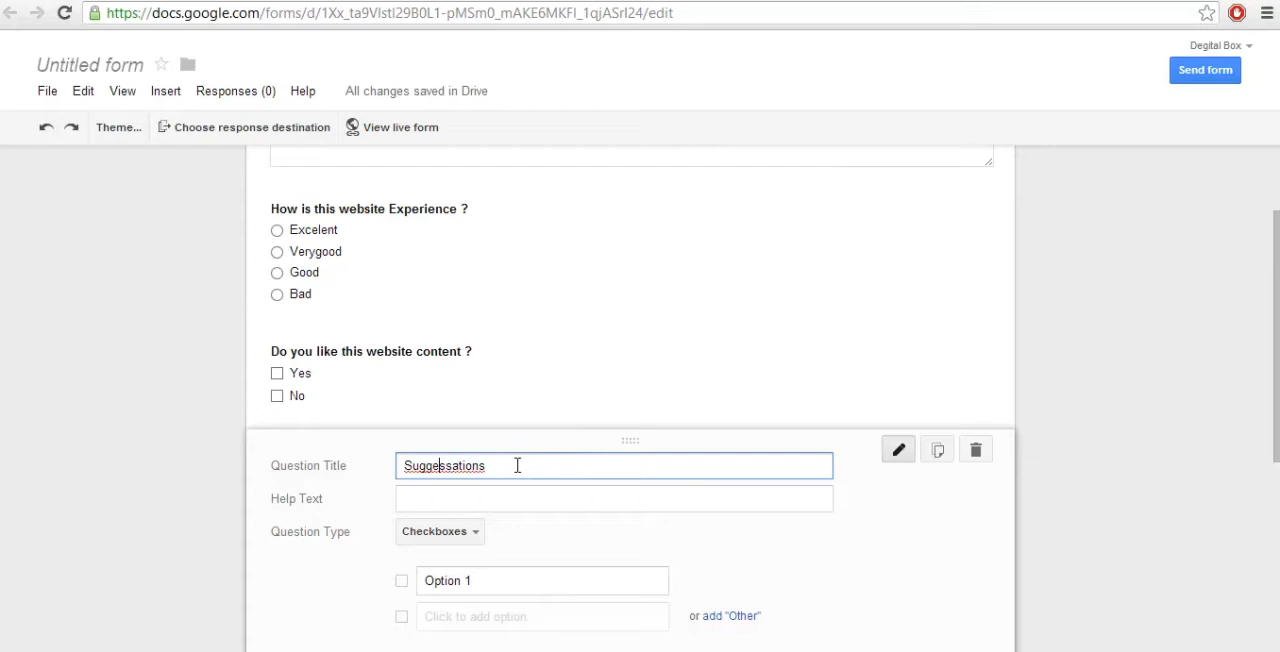 https://docs.google.com/forms/d/1Xx_ta9VIstI29B0L1-pMSm0_mAKE6MKFI_1qjASrI24/edit
Degital Box
Untitled form
Send form
File Edit View Insert Responses (0) Help All changes saved in Drive
Theme... Choose response destination View live form
How is this website Experience ?
Excelent
Verygood
Good
Bad
Do you like this website content ?
Yes
No
Question Title Suggessations
Help Text
Question Type Checkboxes
Option 1
Click to add option or add "Other"